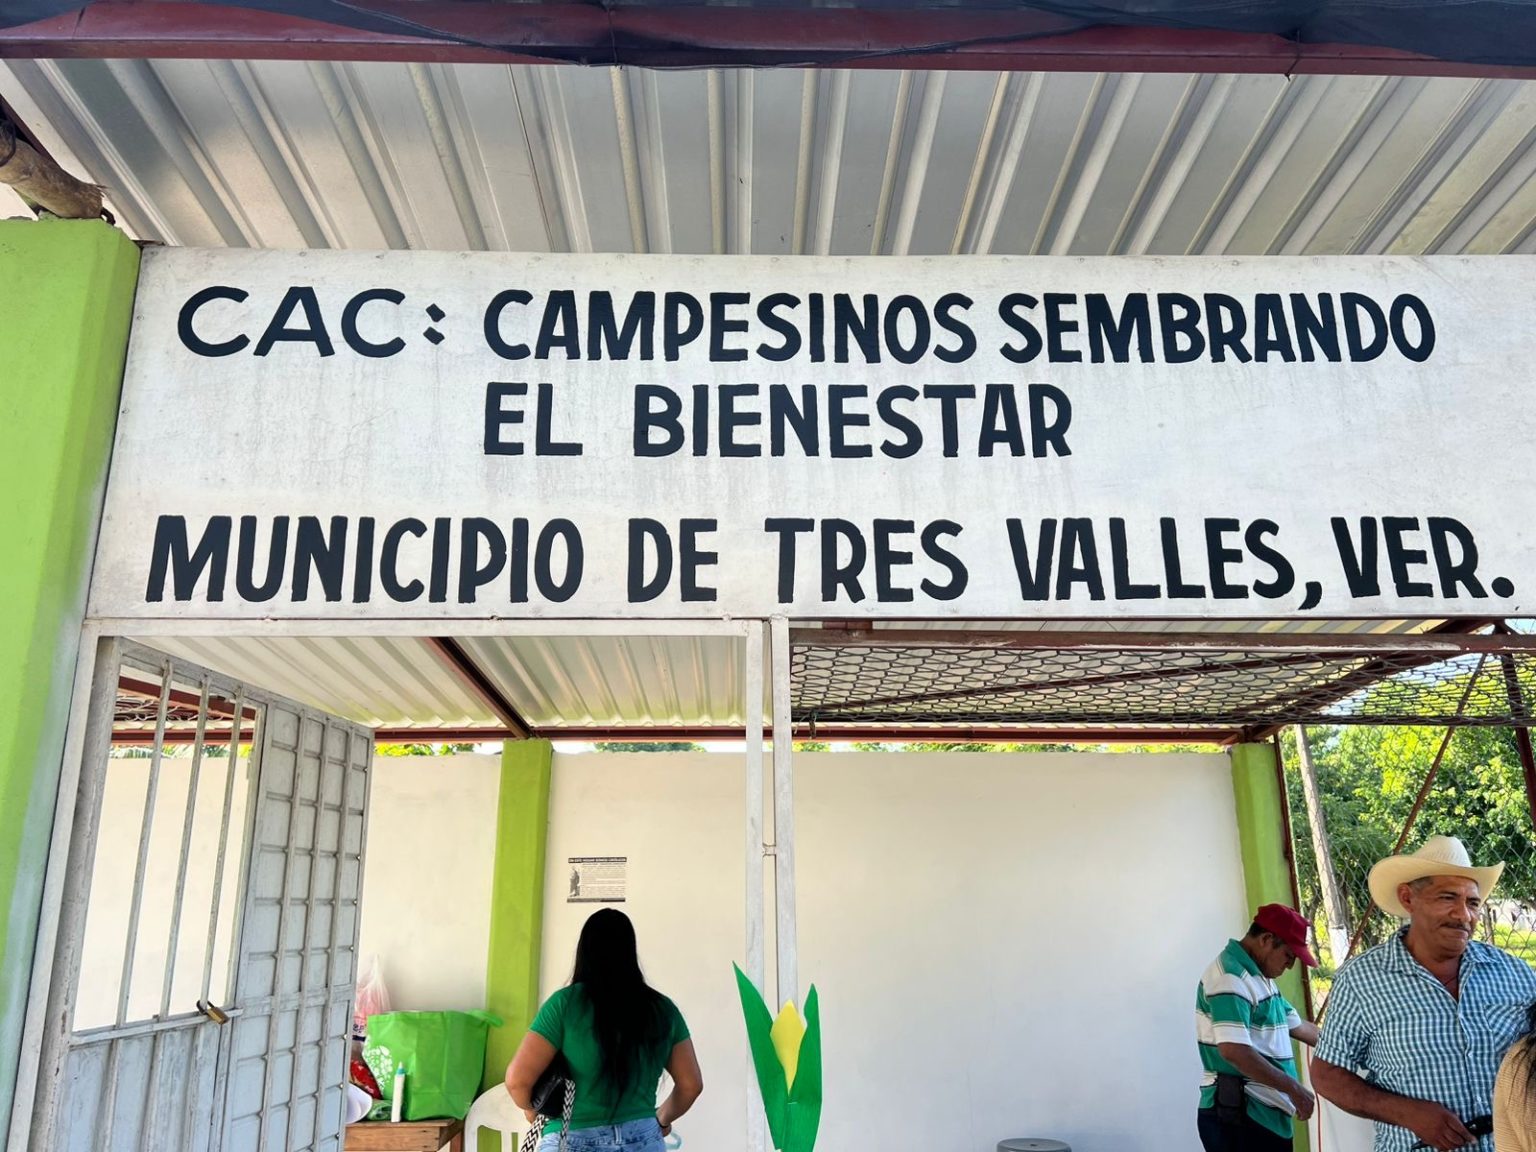 CAC: CAMPESINOS SEMBRANDO
EL BIENESTAR
MUNICIPIO DE TRES VALLES, VER.